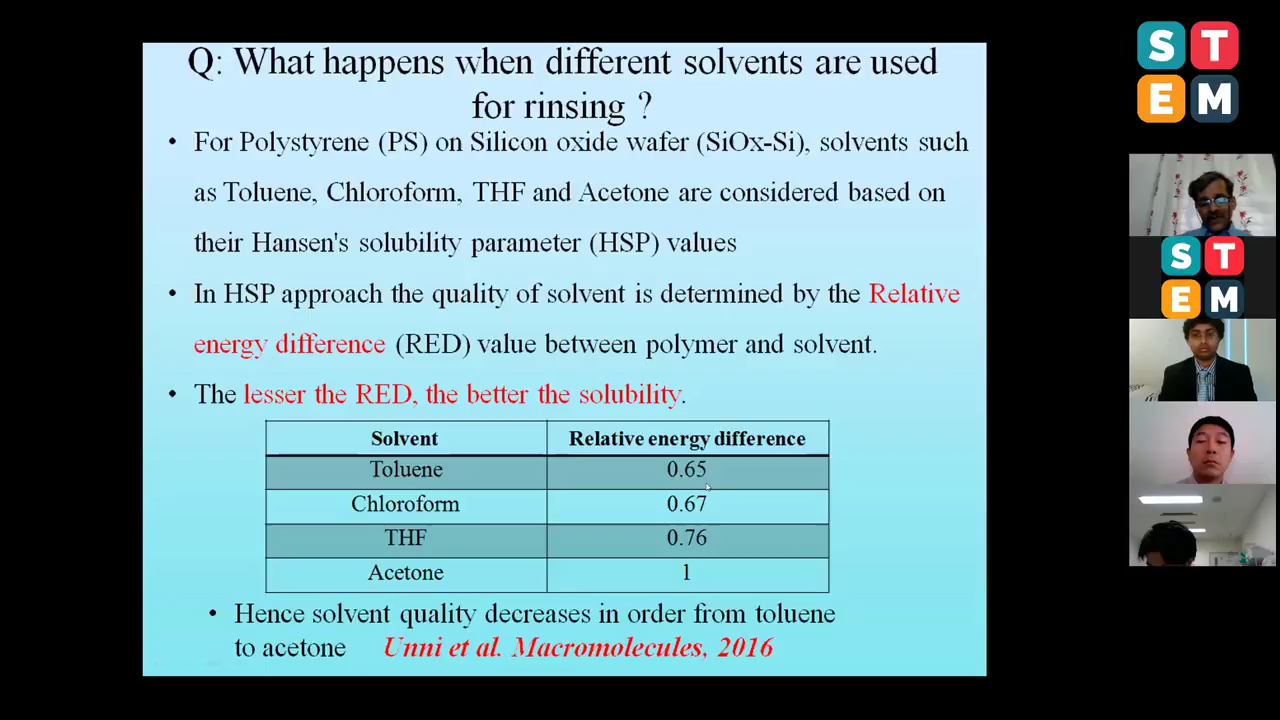 Q: What happens when different solvents are used
for rinsing ?
• For Polystyrene (PS) on Silicon oxide wafer (SiOx-Si), solvents such
as Toluene, Chloroform, THF and Acetone are considered based on
their Hansen's solubility parameter (HSP) values
• In HSP approach the quality of solvent is determined by the Relative
energy difference (RED) value between polymer and solvent.
• The lesser the RED, the better the solubility.
Solvent Relative energy difference
Toluene 0.65
Chloroform 0.67
THF 0.76
Acetone 1
• Hence solvent quality decreases in order from toluene
to acetone Unni et al. Macromolecules, 2016
S T
E M
S T
E M